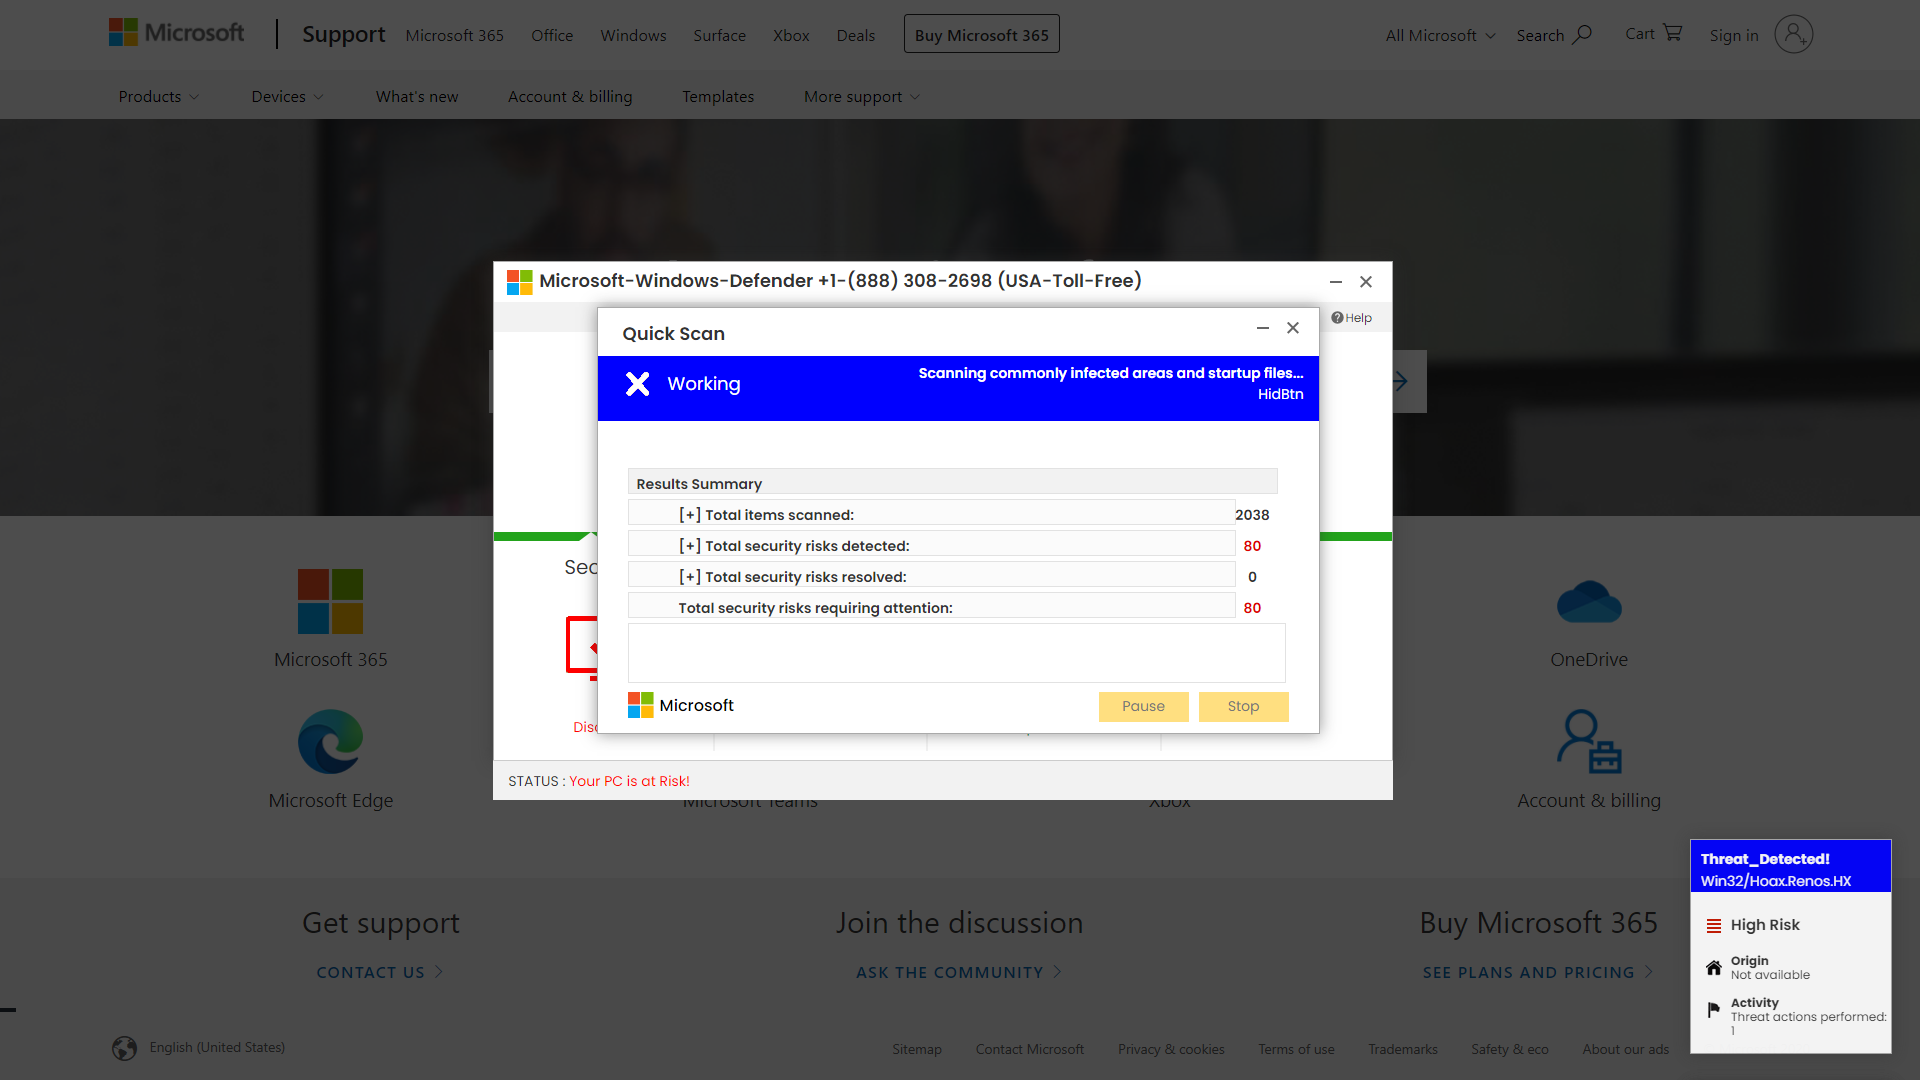 Microsoft
Support
Microsoft 365
Office
Windows
Surface
Xbox
Deals
Buy Microsoft 365
All Microsoft
Search
Cart
Sign in
Products
Devices
What's new
Account & billing
Templates
More support
Microsoft-Windows-Defender +1-(888) 308-2698 (USA-Toll-Free)
Help
Quick Scan
Working
Scanning commonly infected areas and startup files...
HidBtn
Results Summary
[+] Total items scanned: 2038
[+] Total security risks detected: 80
[+] Total security risks resolved: 0
Total security risks requiring attention: 80
Microsoft
Pause
Stop
STATUS : Your PC is at Risk!
Microsoft 365
OneDrive
Microsoft Edge
Microsoft Teams
Xbox
Account & billing
Threat_Detected!
Win32/Hoax.Renos.HX
High Risk
Origin
Not available
Activity
Threat actions performed:
1
Get support
CONTACT US
Join the discussion
ASK THE COMMUNITY
Buy Microsoft 365
SEE PLANS AND PRICING
English (United States)
Sitemap
Contact Microsoft
Privacy & cookies
Terms of use
Trademarks
Safety & eco
About our ads